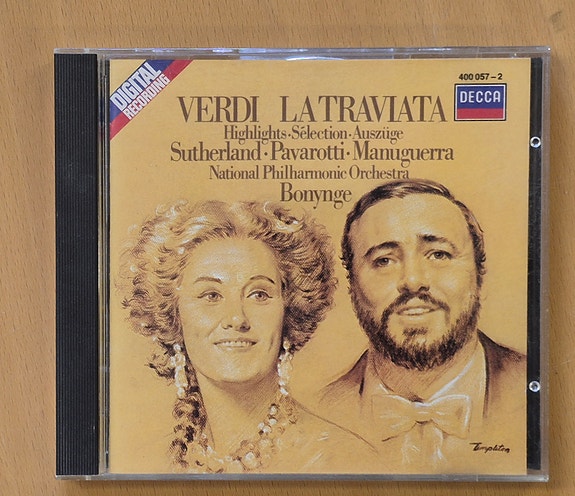 DIGITAL
RECORDING
400 057-2
DECCA
VERDI LA TRAVIATA
Highlights·Sélection·Auszüge
Sutherland·Pavarotti·Manuguerra
National Philharmonic Orchestra
Bonynge
Templeton